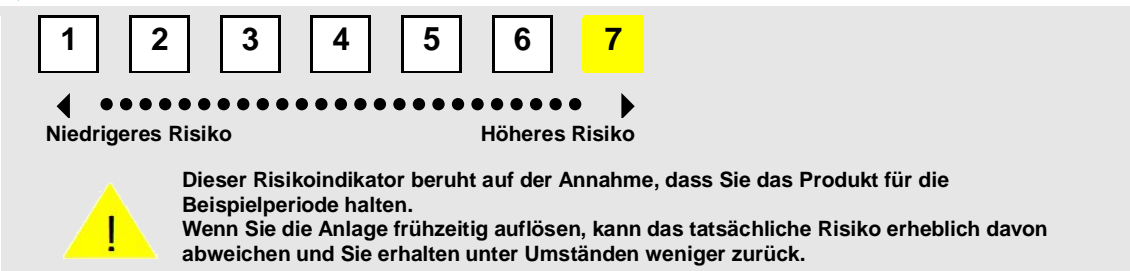 1 2 3 4 5 6 7
Niedrigeres Risiko Höheres Risiko
!
Dieser Risikoindikator beruht auf der Annahme, dass Sie das Produkt für die
Beispielperiode halten.
Wenn Sie die Anlage frühzeitig auflösen, kann das tatsächliche Risiko erheblich davon
abweichen und Sie erhalten unter Umständen weniger zurück.